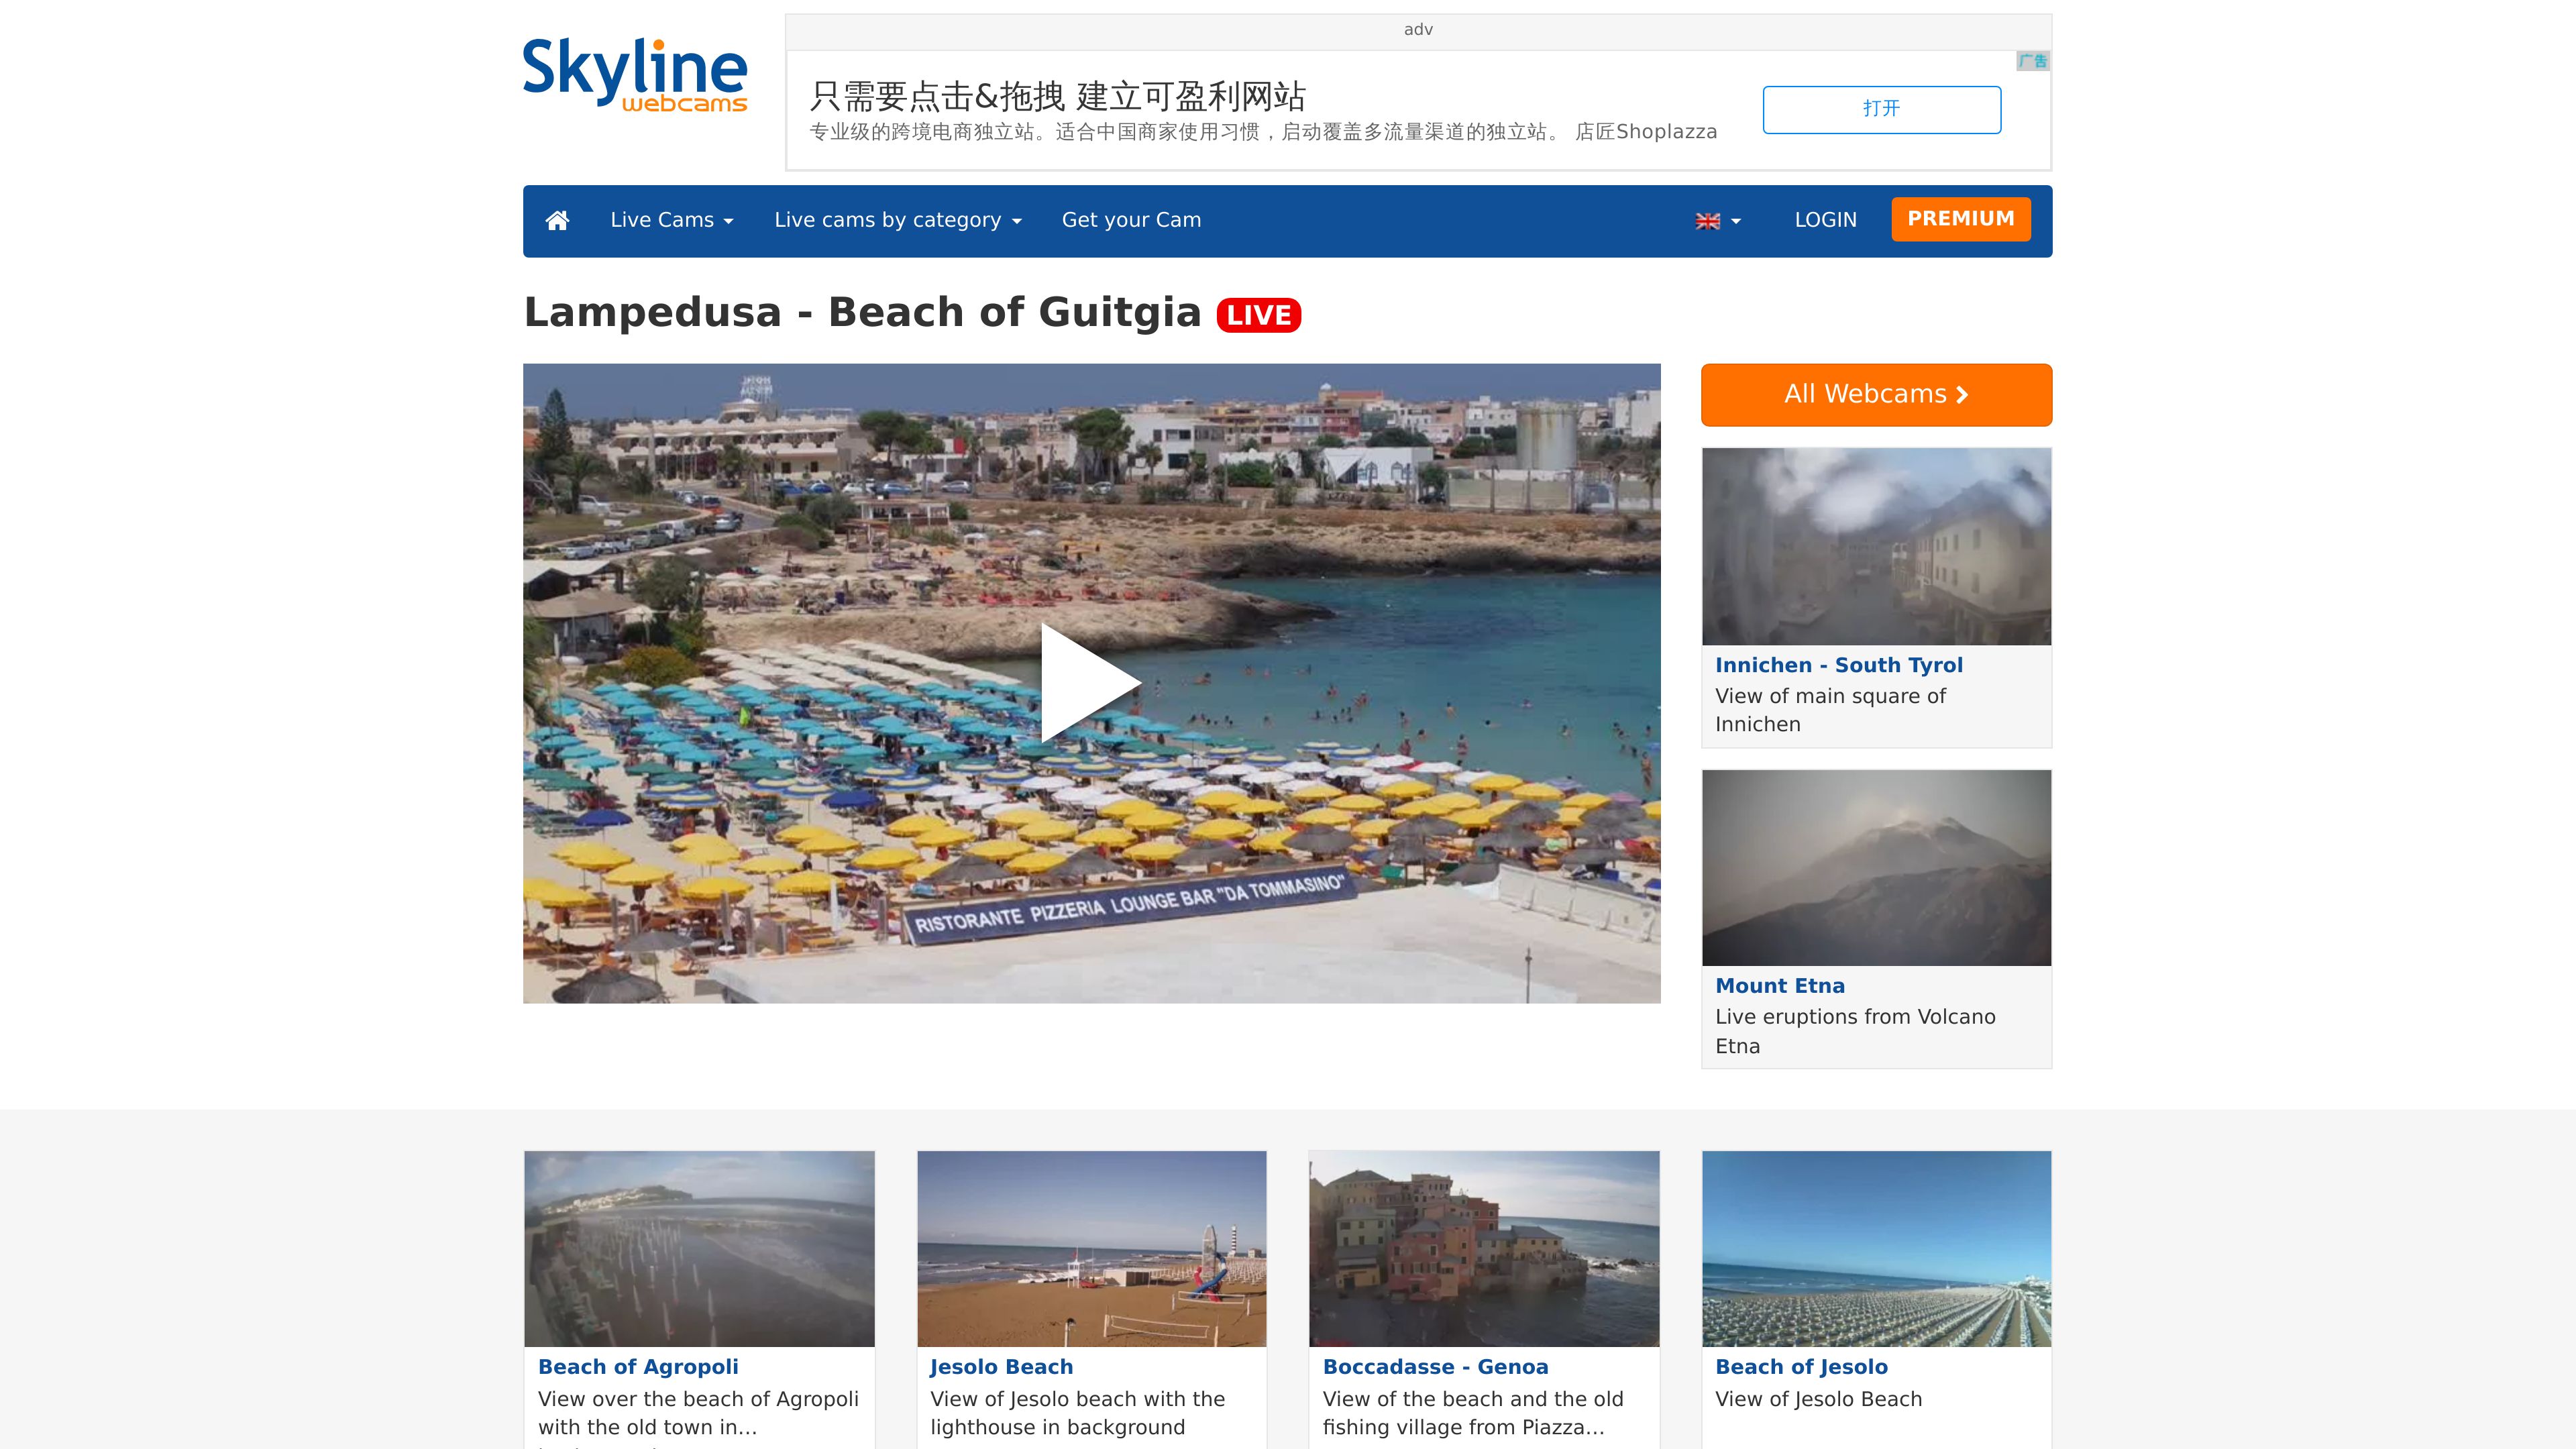 Skyline
webcams
adv
广告
只需要点击&拖拽 建立可盈利网站
专业级的跨境电商独立站。适合中国商家使用习惯，启动覆盖多流量渠道的独立站。 店匠Shoplazza
打开
Live Cams
Live cams by category
Get your Cam
LOGIN
PREMIUM
Lampedusa - Beach of Guitgia LIVE
RISTORANTE PIZZERIA LOUNGE BAR "DA TOMMASINO"
All Webcams
Innichen - South Tyrol
View of main square of
Innichen
Mount Etna
Live eruptions from Volcano
Etna
Beach of Agropoli
View over the beach of Agropoli
with the old town in...
Jesolo Beach
View of Jesolo beach with the
lighthouse in background
Boccadasse - Genoa
View of the beach and the old
fishing village from Piazza...
Beach of Jesolo
View of Jesolo Beach